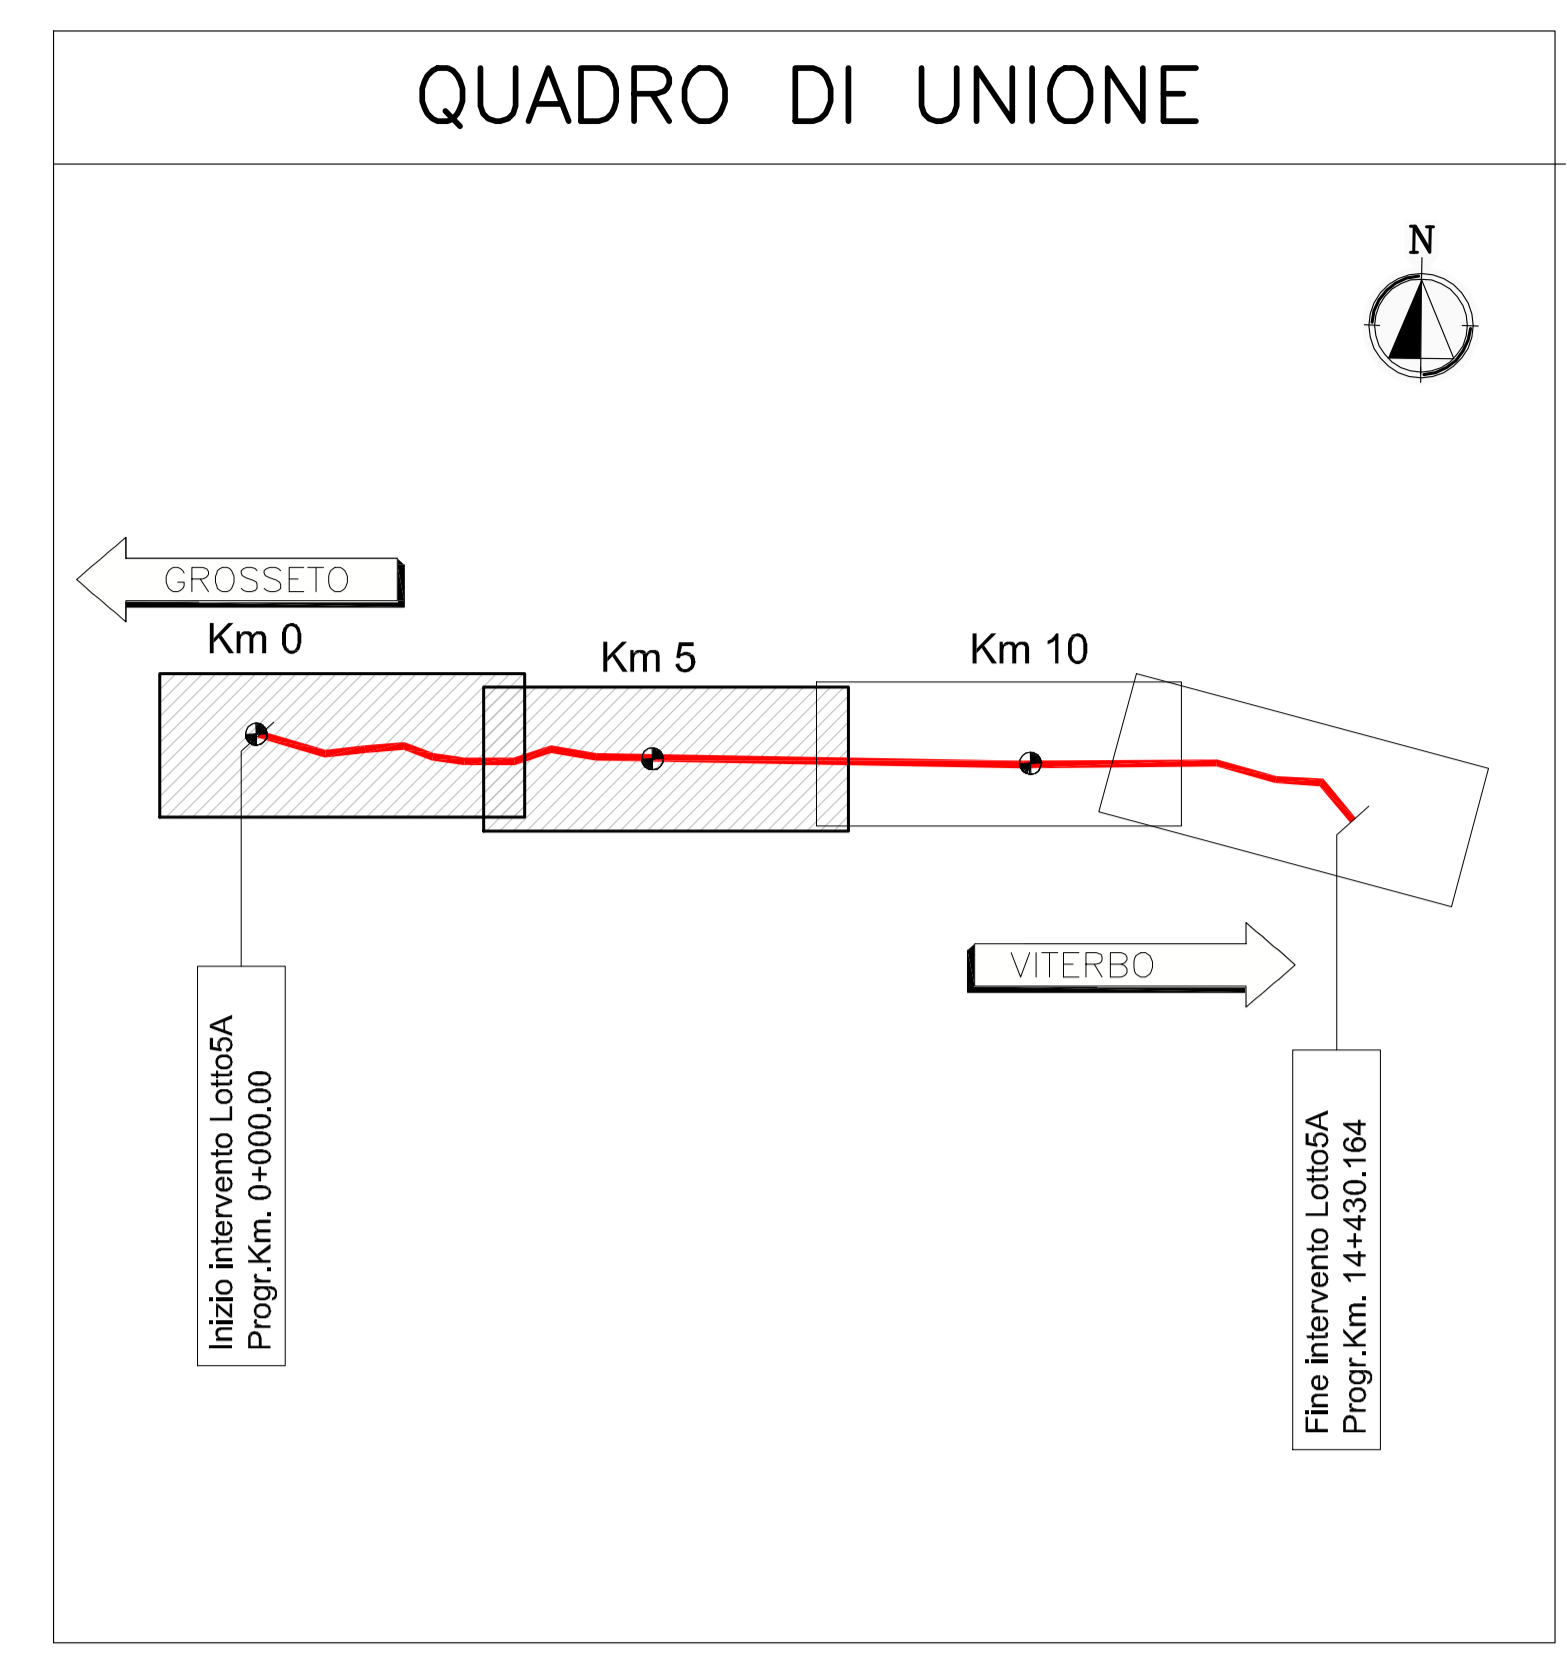 QUADRO DI UNIONE
N
GROSSETO
Km 0
Km 5
Km 10
VITERBO
Inizio intervento Lotto5A
Progr.Km. 0+000.00
Fine intervento Lotto5A
Progr.Km. 14+430.164